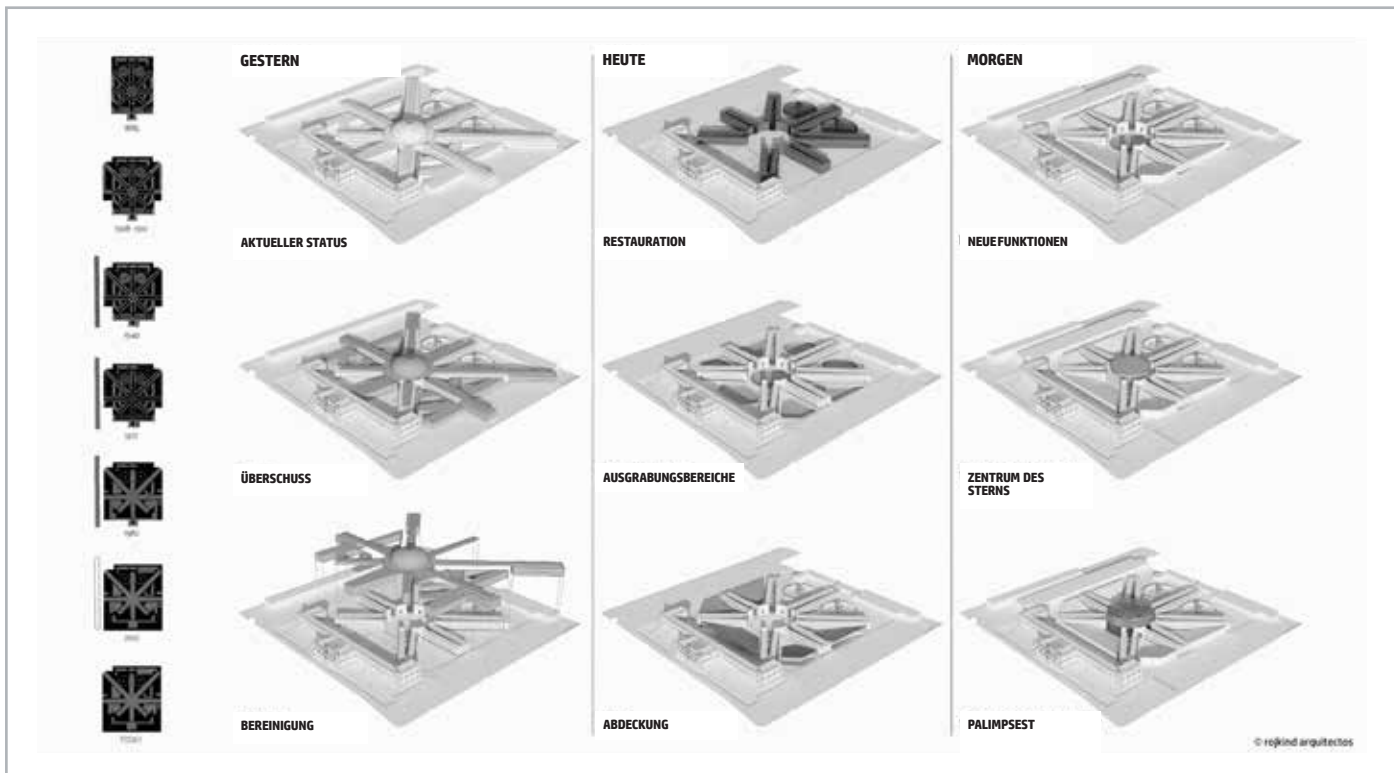 GESTERN
HEUTE
MORGEN
AKTUELLER STATUS
RESTAURATION
NEUE FUNKTIONEN
ÜBERSCHUSS
AUSGRABUNGSBEREICHE
ZENTRUM DES
STERNS
BEREINIGUNG
ABDECKUNG
PALIMPSEST
© rojkind arquitectos